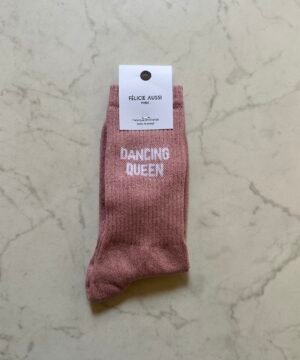 FÉLICIE AUSSI
PARIS
DANCING
QUEEN